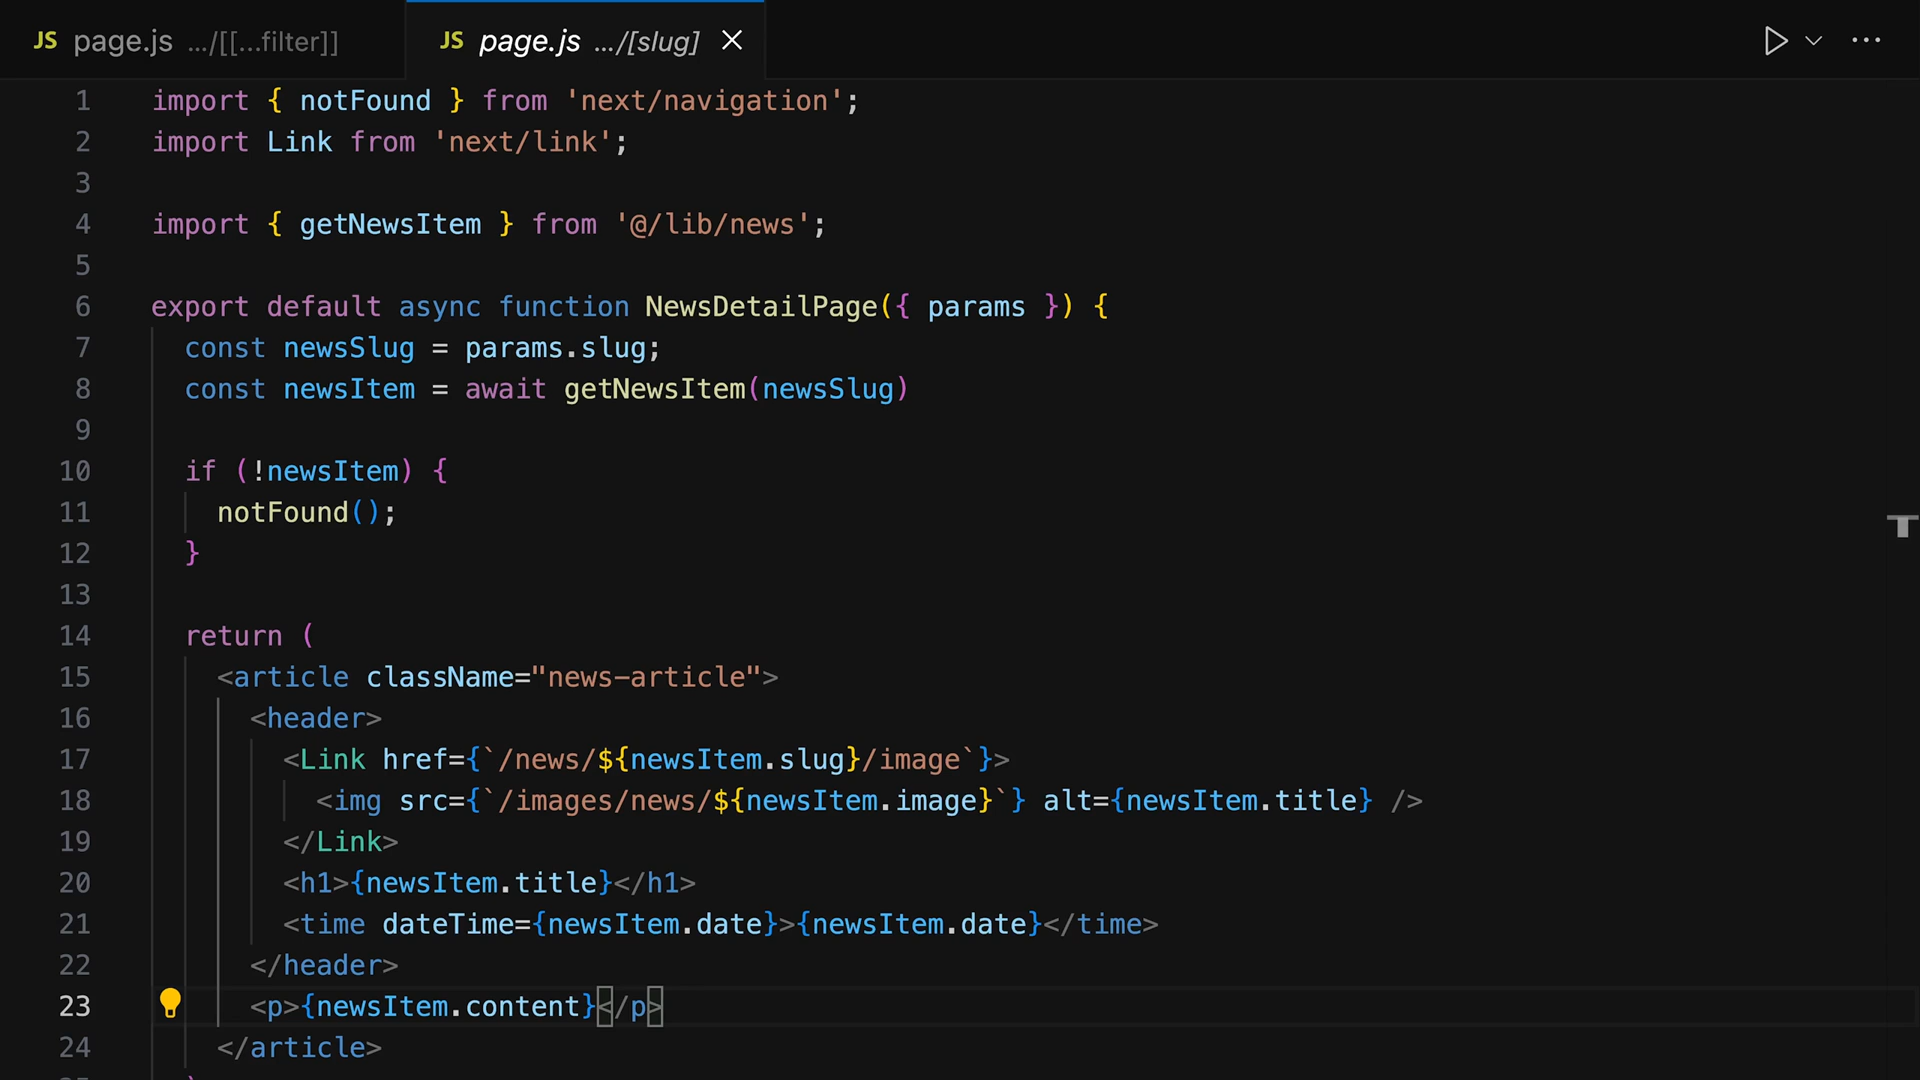 JS page.js .../[[...filter]]
JS page.js .../[slug]
1 import { notFound } from 'next/navigation';
2 import Link from 'next/link';
3
4 import { getNewsItem } from '@/lib/news';
5
6 export default async function NewsDetailPage({ params }) {
7   const newsSlug = params.slug;
8   const newsItem = await getNewsItem(newsSlug)
9
10   if (!newsItem) {
11     notFound();
12   }
13
14   return (
15     <article className="news-article">
16       <header>
17         <Link href={`/news/${newsItem.slug}/image`}>
18           <img src={`/images/news/${newsItem.image}`} alt={newsItem.title} />
19         </Link>
20         <h1>{newsItem.title}</h1>
21         <time dateTime={newsItem.date}>{newsItem.date}</time>
22       </header>
23       <p>{newsItem.content}</p>
24     </article>